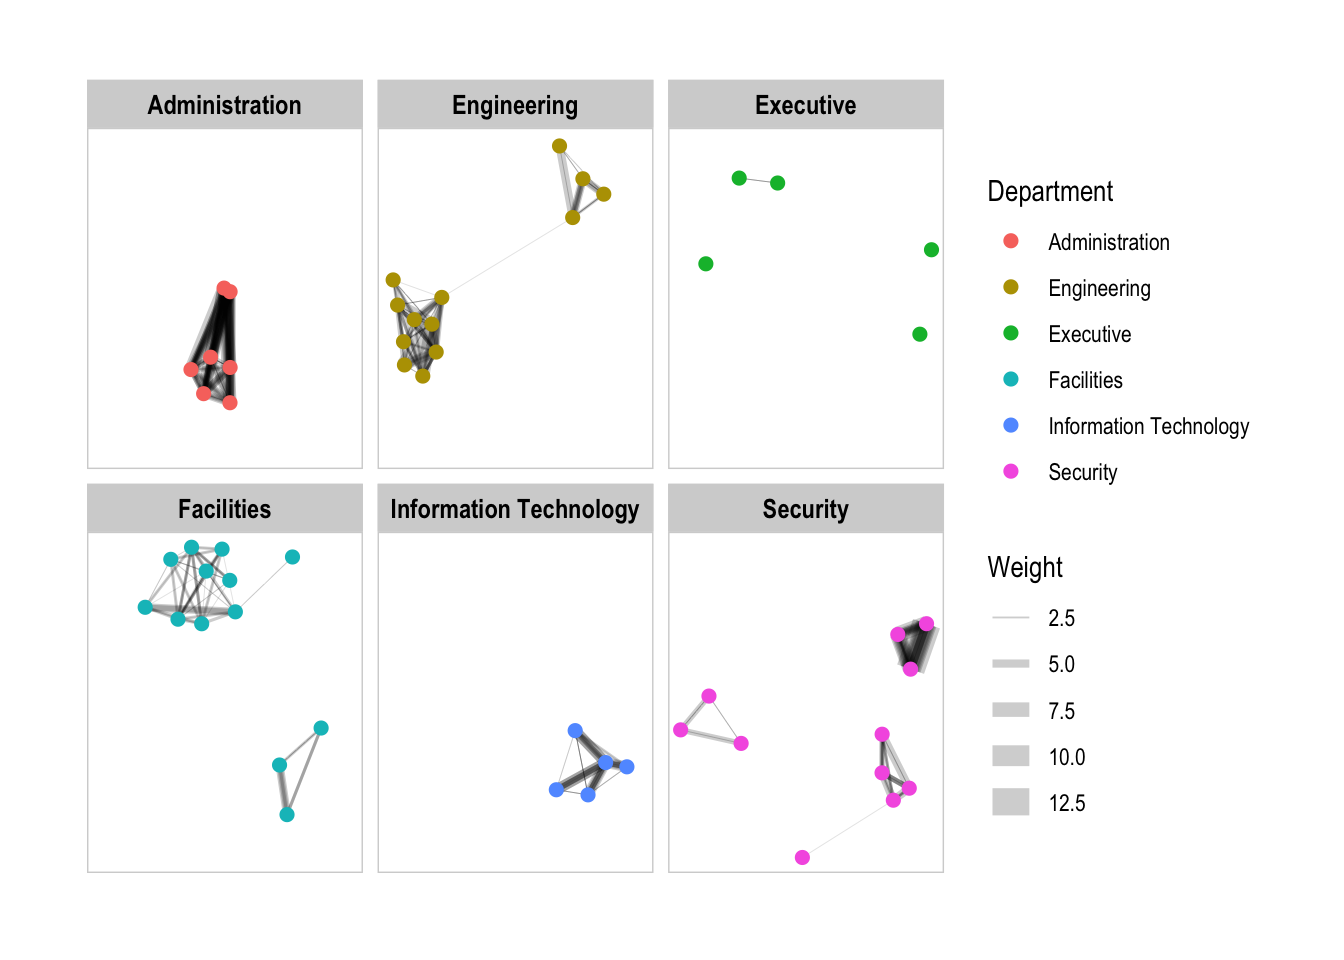 Administration
Engineering
Executive
Facilities
Information Technology
Security
Department
Administration
Engineering
Executive
Facilities
Information Technology
Security
Weight
2.5
5.0
7.5
10.0
12.5